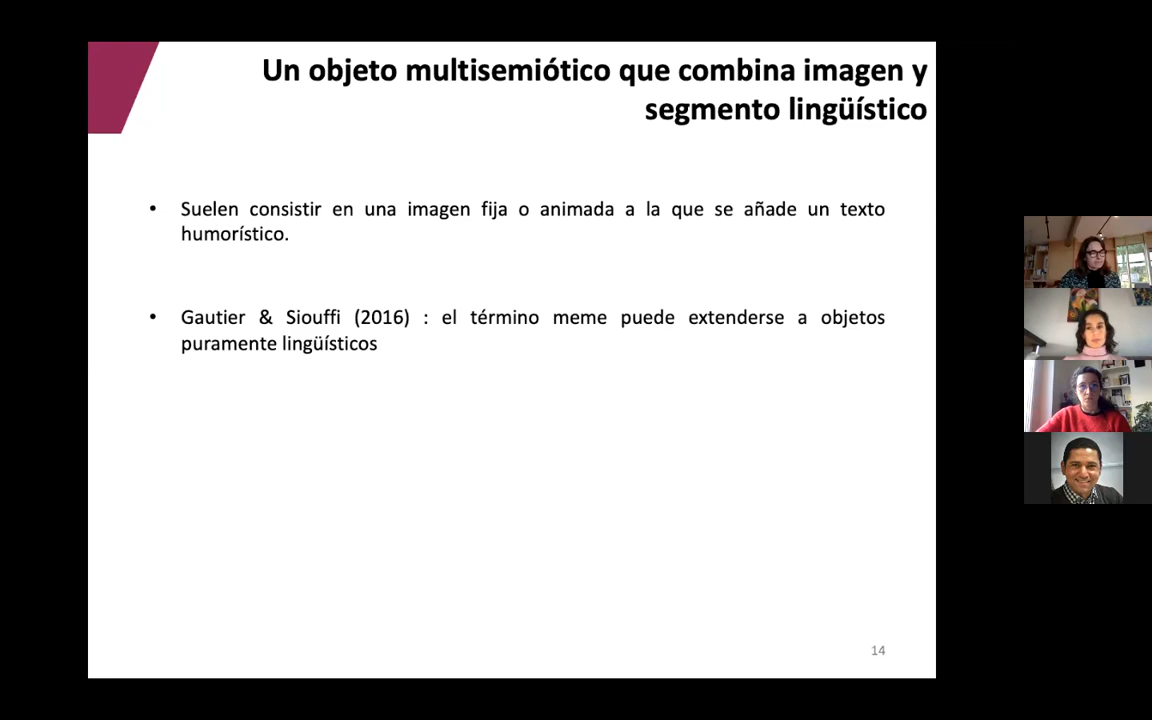 Un objeto multisemiótico que combina imagen y
segmento lingüístico
• Suelen consistir en una imagen fija o animada a la que se añade un texto
humorístico.
• Gautier & Siouffi (2016) : el término meme puede extenderse a objetos
puramente lingüísticos
14